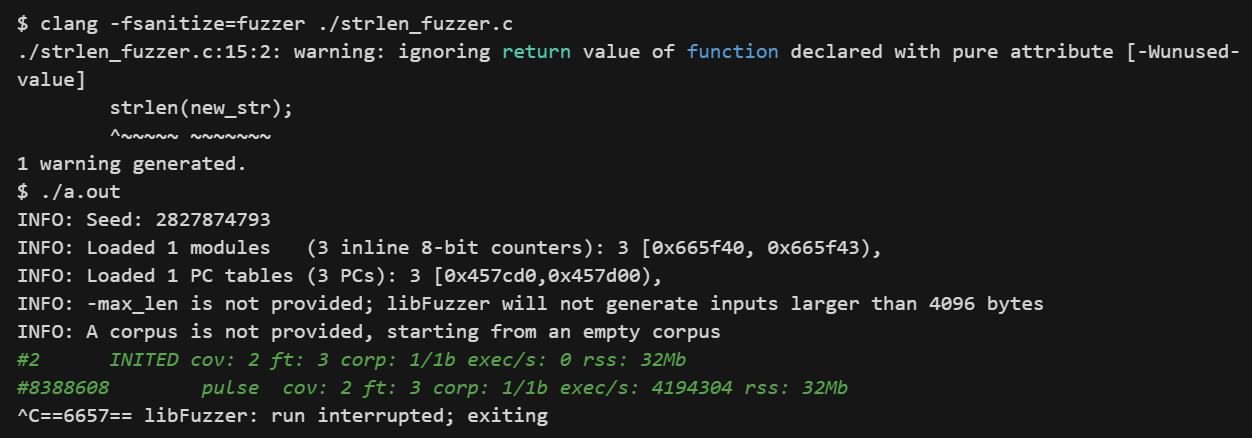 $ clang -fsanitize=fuzzer ./strlen_fuzzer.c
./strlen_fuzzer.c:15:2: warning: ignoring return value of function declared with pure attribute [-Wunused-
value]
        strlen(new_str);
        ^~~~~~ ~~~~~~~
1 warning generated.
$ ./a.out
INFO: Seed: 2827874793
INFO: Loaded 1 modules   (3 inline 8-bit counters): 3 [0x665f40, 0x665f43),
INFO: Loaded 1 PC tables (3 PCs): 3 [0x457cd0,0x457d00),
INFO: -max_len is not provided; libFuzzer will not generate inputs larger than 4096 bytes
INFO: A corpus is not provided, starting from an empty corpus
#2      INITED cov: 2 ft: 3 corp: 1/1b exec/s: 0 rss: 32Mb
#8388608        pulse  cov: 2 ft: 3 corp: 1/1b exec/s: 4194304 rss: 32Mb
^C==6657== libFuzzer: run interrupted; exiting